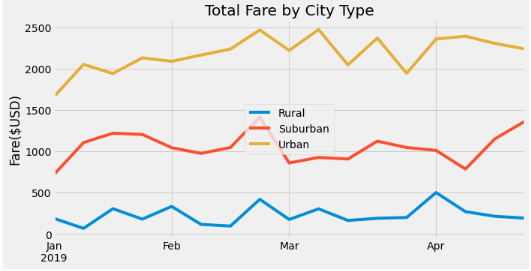 Total Fare by City Type
Fare($USD)
2500
2000
1500
1000
500
0
Rural
Suburban
Urban
Jan
2019
Feb
Mar
Apr